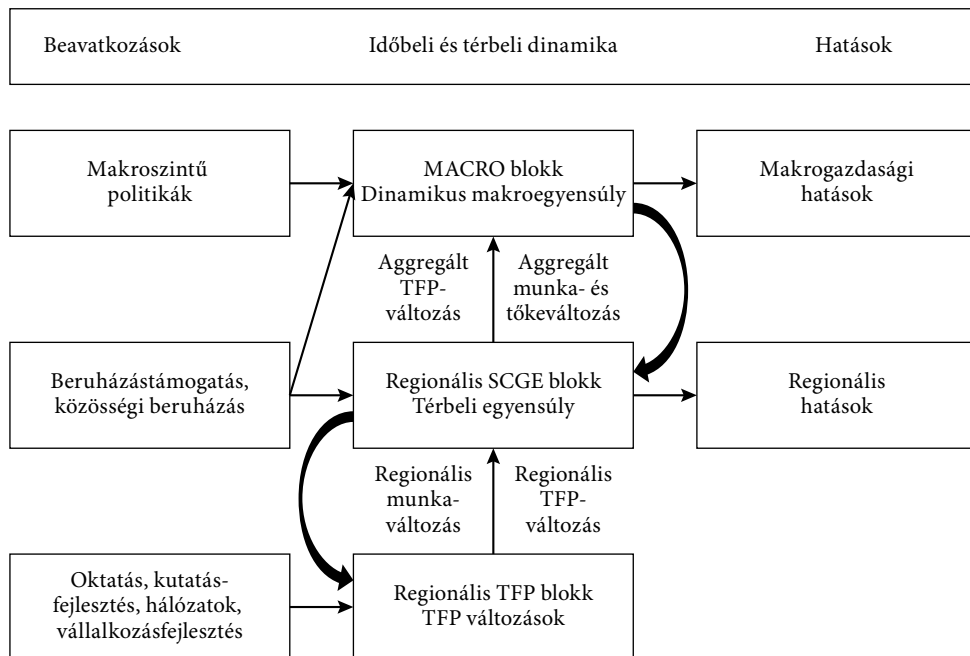 Beavatkozások
Időbeli és térbeli dinamika
Hatások
Makroszintű
politikák
MACRO blokk
Dinamikus makroegyensúly
Makrogazdasági
hatások
Aggregált
TFP-
változás
Aggregált
munka- és
tőkeváltozás
Beruházástámogatás,
közösségi beruházás
Regionális SCGE blokk
Térbeli egyensúly
Regionális
hatások
Regionális
munka-
változás
Regionális
TFP-
változás
Oktatás, kutatás-
fejlesztés, hálózatok,
vállalkozásfejlesztés
Regionális TFP blokk
TFP változások